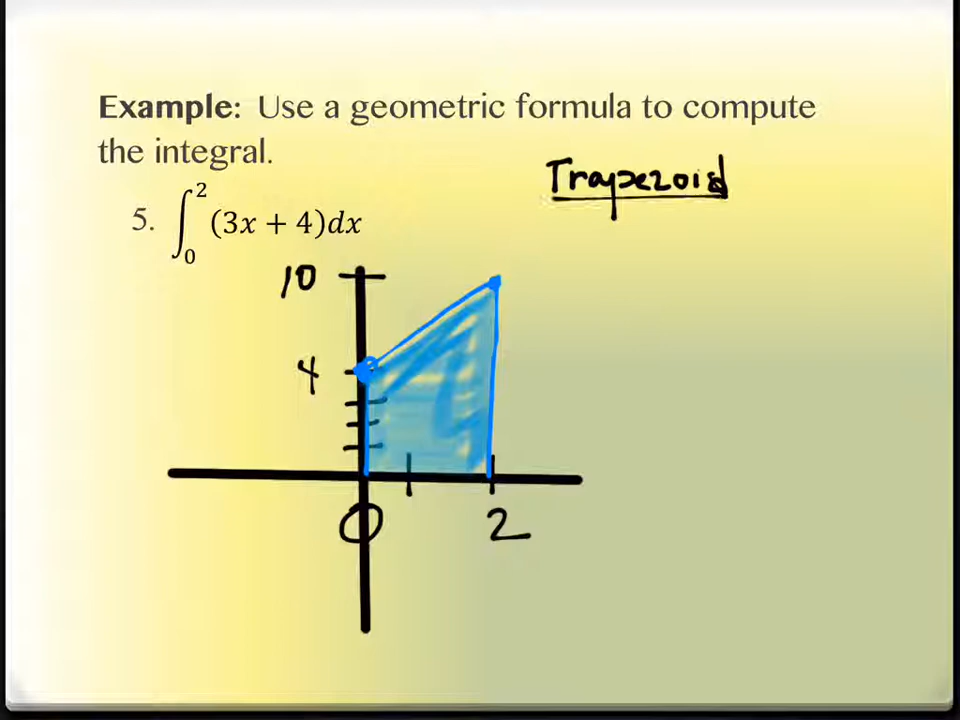 Example: Use a geometric formula to compute
the integral.
Trapezoid
5. ∫₀² (3x + 4)dx
10
4
0
2